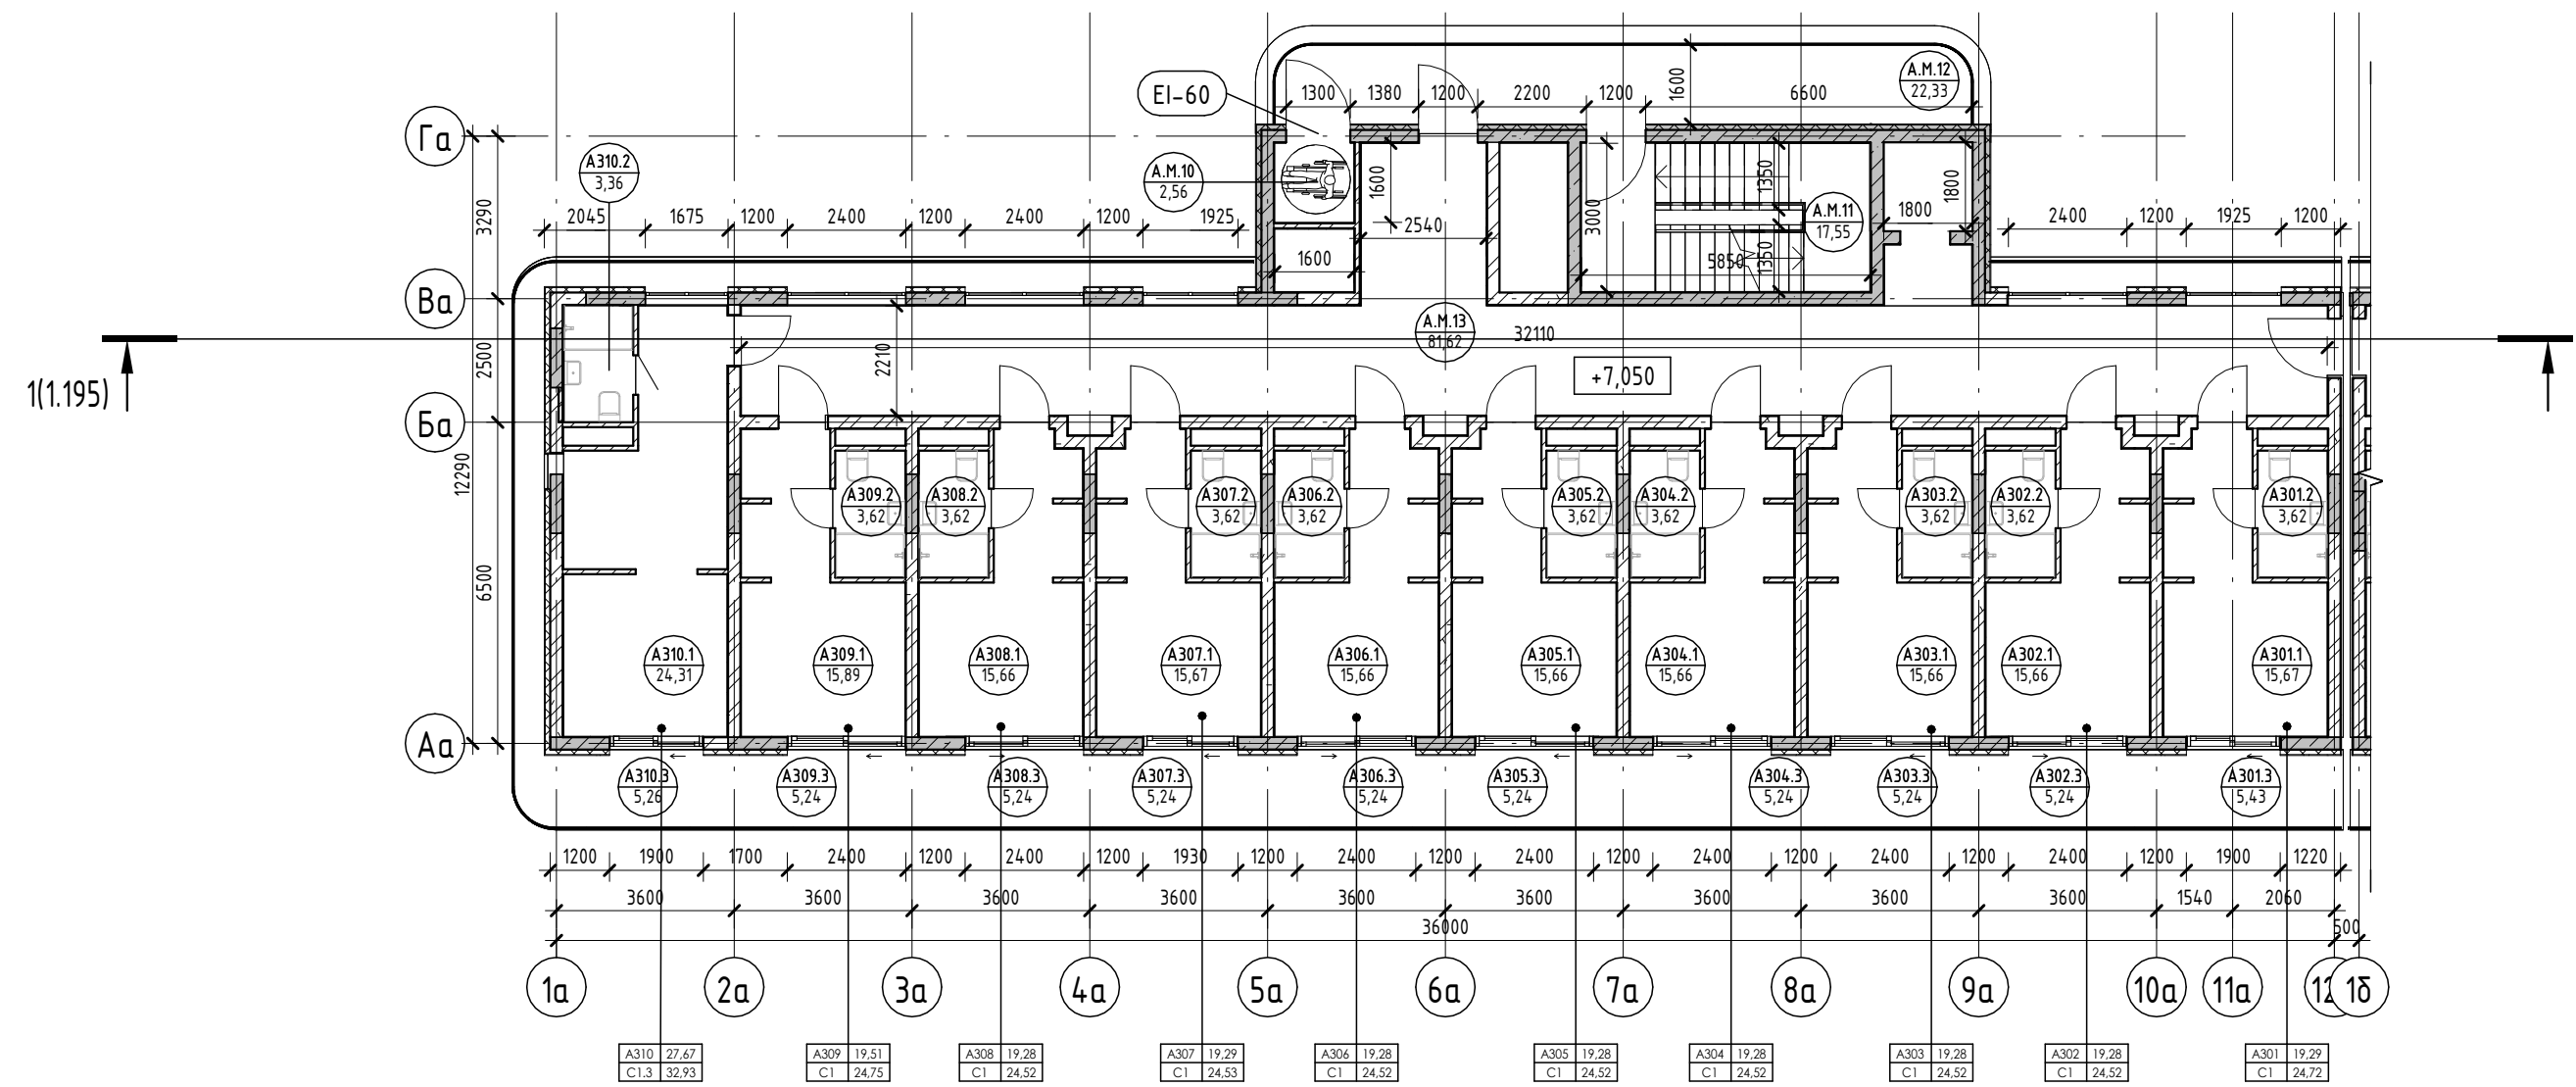 А.М.12
22,33
EI-60
1300 1380 1200 2200 1200 6600
1600
Га
А310.2
3,36
А.М.10
2,56
1600
1350
1800
3290
2045 1675 1200 2400 1200 2400 1200 1925
2540
3000
А.М.11
17,55
1800
2400 1200 1925 1200
1600
5850
1350
Ва
А.М.13
81,62
32110
2500
2210
1(1.195)
+7,050
Ба
12290
6500
А309.2
3,62
А308.2
3,62
А307.2
3,62
А306.2
3,62
А305.2
3,62
А304.2
3,62
А303.2
3,62
А302.2
3,62
А301.2
3,62
А310.1
24,31
А309.1
15,89
А308.1
15,66
А307.1
15,67
А306.1
15,66
А305.1
15,66
А304.1
15,66
А303.1
15,66
А302.1
15,66
А301.1
15,67
Аа
А310.3
5,26
А309.3
5,24
А308.3
5,24
А307.3
5,24
А306.3
5,24
А305.3
5,24
А304.3
5,24
А303.3
5,24
А302.3
5,24
А301.3
5,43
1200 1900 1700 2400 1200 2400 1200 1930 1200 2400 1200 2400 1200 2400 1200 2400 1200 2400 1200 1900 1220
3600 3600 3600 3600 3600 3600 3600 3600 3600 1540 2060
36000 500
1а 2а 3а 4а 5а 6а 7а 8а 9а 10а 11а 1б
А310 27,67
С1.3 32,93
А309 19,51
С1 24,75
А308 19,28
С1 24,52
А307 19,29
С1 24,53
А306 19,28
С1 24,52
А305 19,28
С1 24,52
А304 19,28
С1 24,52
А303 19,28
С1 24,52
А302 19,28
С1 24,52
А301 19,29
С1 24,72